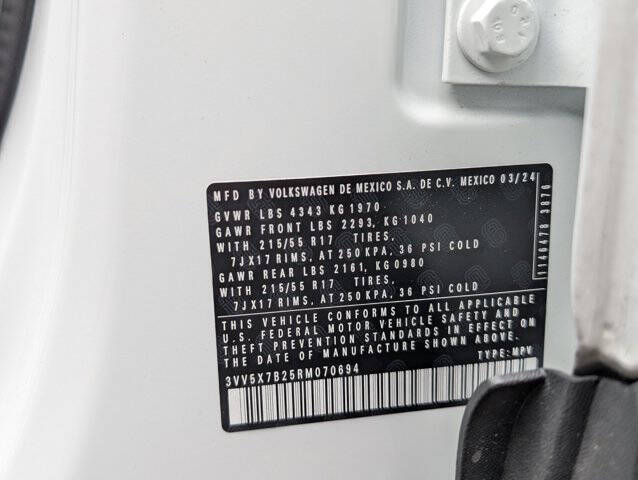 MFD BY VOLKSWAGEN DE MEXICO S.A. DE C.V. MEXICO 03/24
GVWR LBS 4343 KG 1970
GAWR FRONT LBS 2293, KG 1040
WITH 215/55 R17 TIRES,
7JX17 RIMS, AT 250 KPA, 36 PSI COLD
GAWR REAR LBS 2161, KG 0980
WITH 215/55 R17 TIRES,
7JX17 RIMS, AT 250 KPA, 36 PSI COLD
THIS VEHICLE CONFORMS TO ALL APPLICABLE
U.S. FEDERAL MOTOR VEHICLE SAFETY AND
THEFT PREVENTION STANDARDS IN EFFECT ON
THE DATE OF MANUFACTURE SHOWN ABOVE.
3VV5X7B25RM070694 TYPE: MPV
1146478 3876